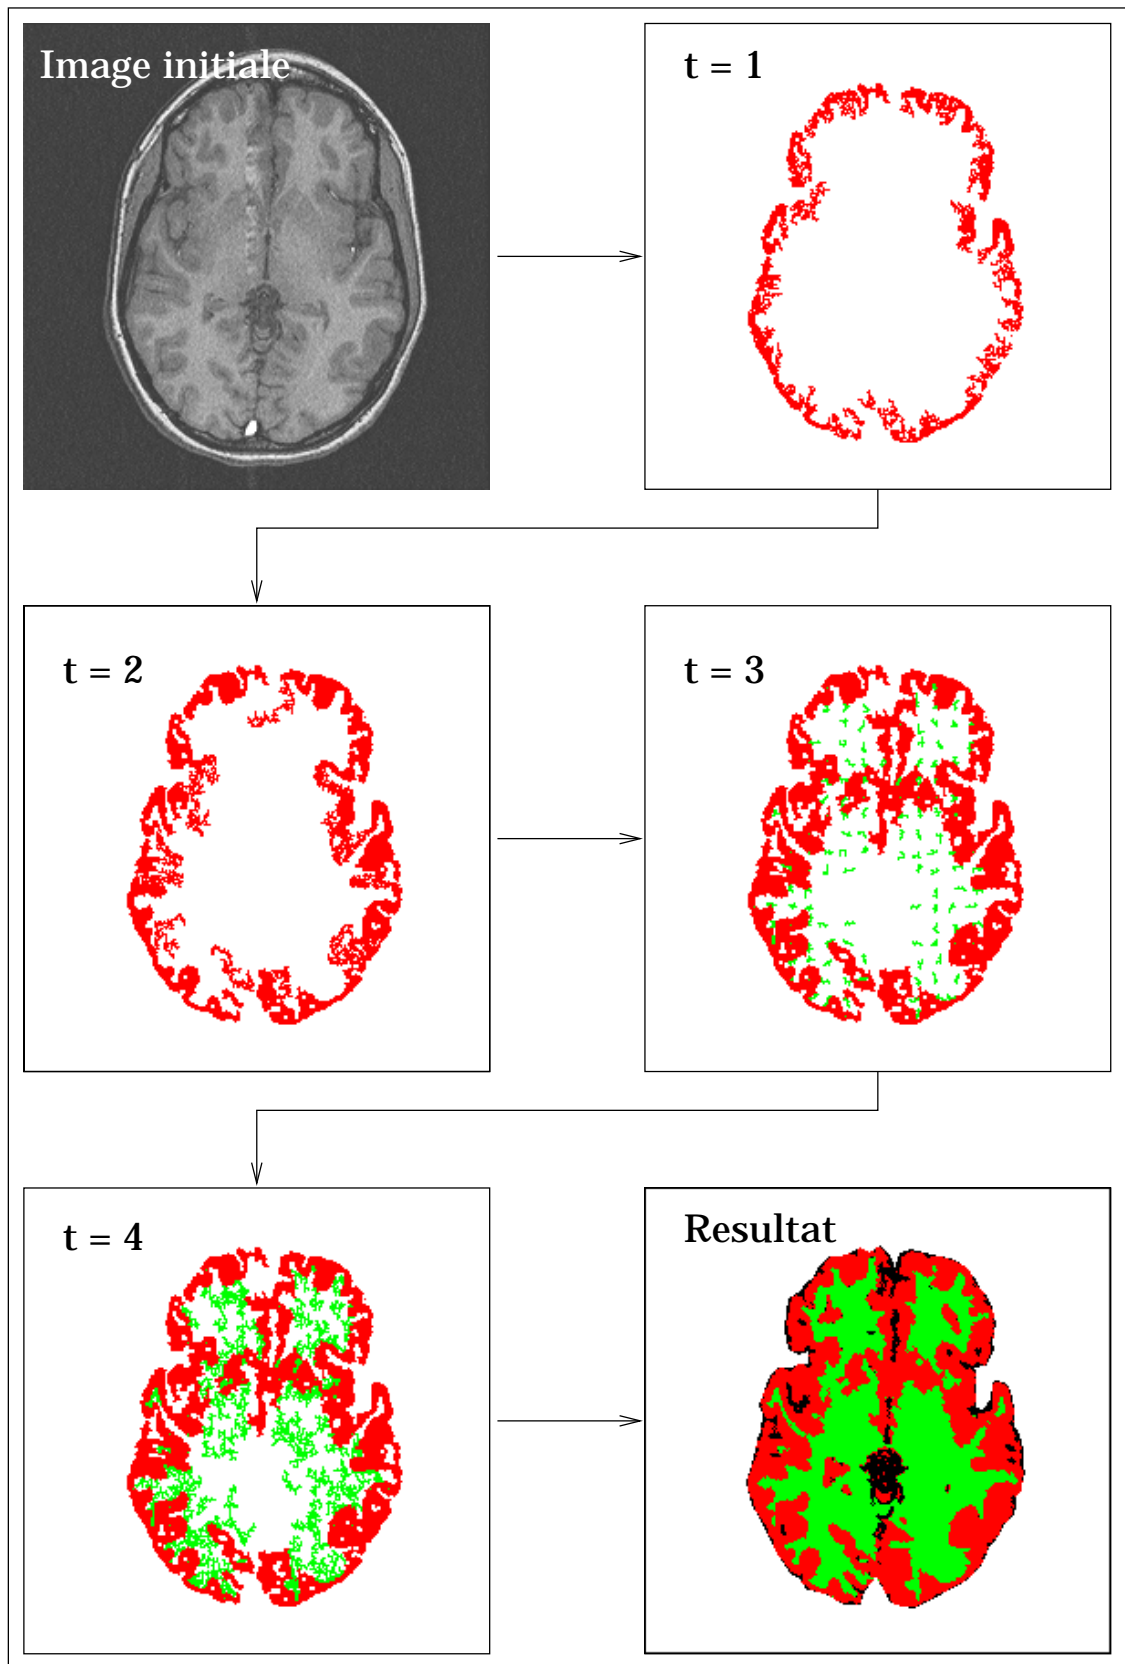 Image initiale
t = 1
t = 2
t = 3
t = 4
Resultat